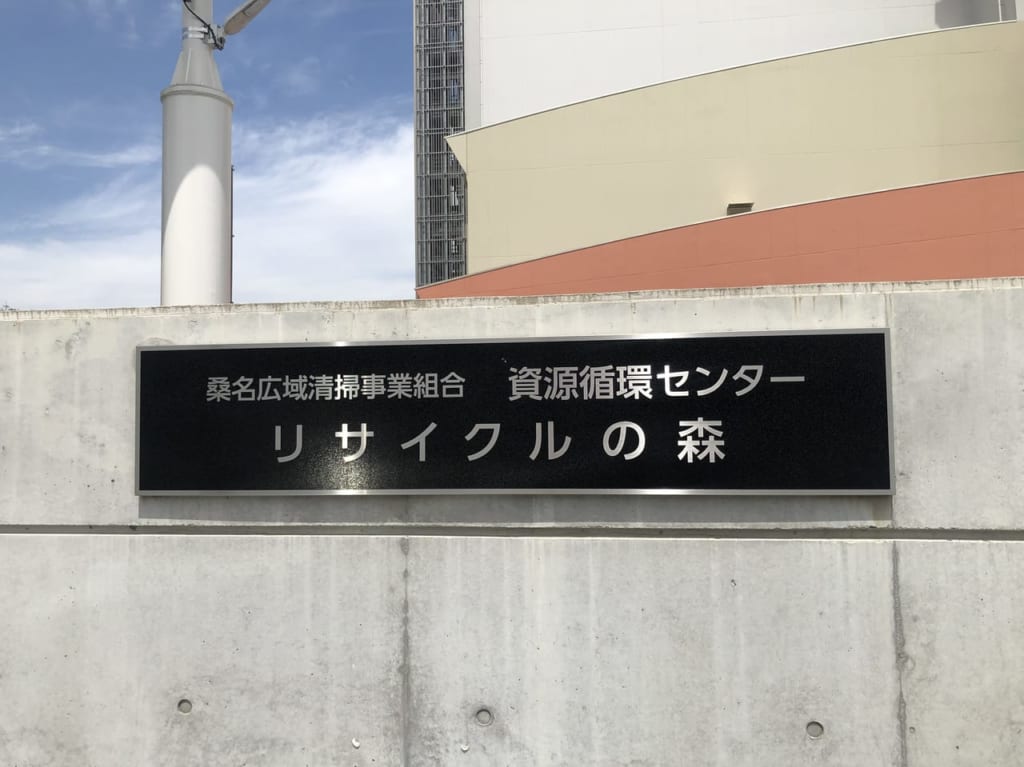 桑名広域清掃事業組合　資源循環センター
リサイクルの森